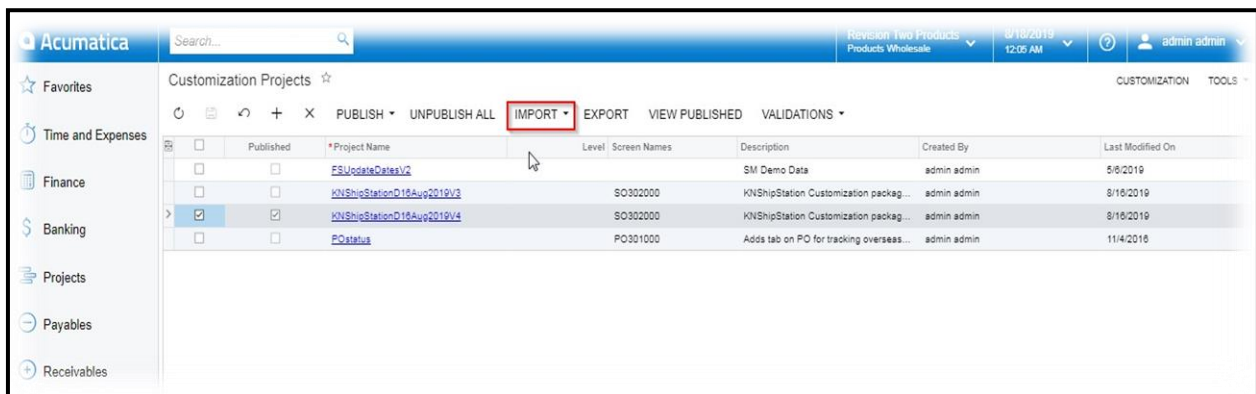 Acumatica
Search...
Revision Two Products
Products Wholesale
8/18/2019
12:05 AM
admin admin
Favorites
Time and Expenses
Finance
Banking
Projects
Payables
Receivables
Customization Projects
CUSTOMIZATION TOOLS
PUBLISH UNPUBLISH ALL IMPORT EXPORT VIEW PUBLISHED VALIDATIONS
Published *Project Name Level Screen Names Description Created By Last Modified On
FSUpdateDatesV2 SM Demo Data admin admin 5/6/2019
KNShipStationD16Aug2019V3 SO302000 KNShipStation Customization packag... admin admin 8/16/2019
KNShipStationD16Aug2019V4 SO302000 KNShipStation Customization packag... admin admin 8/16/2019
POstatus PO301000 Adds tab on PO for tracking overseas... admin admin 11/4/2016